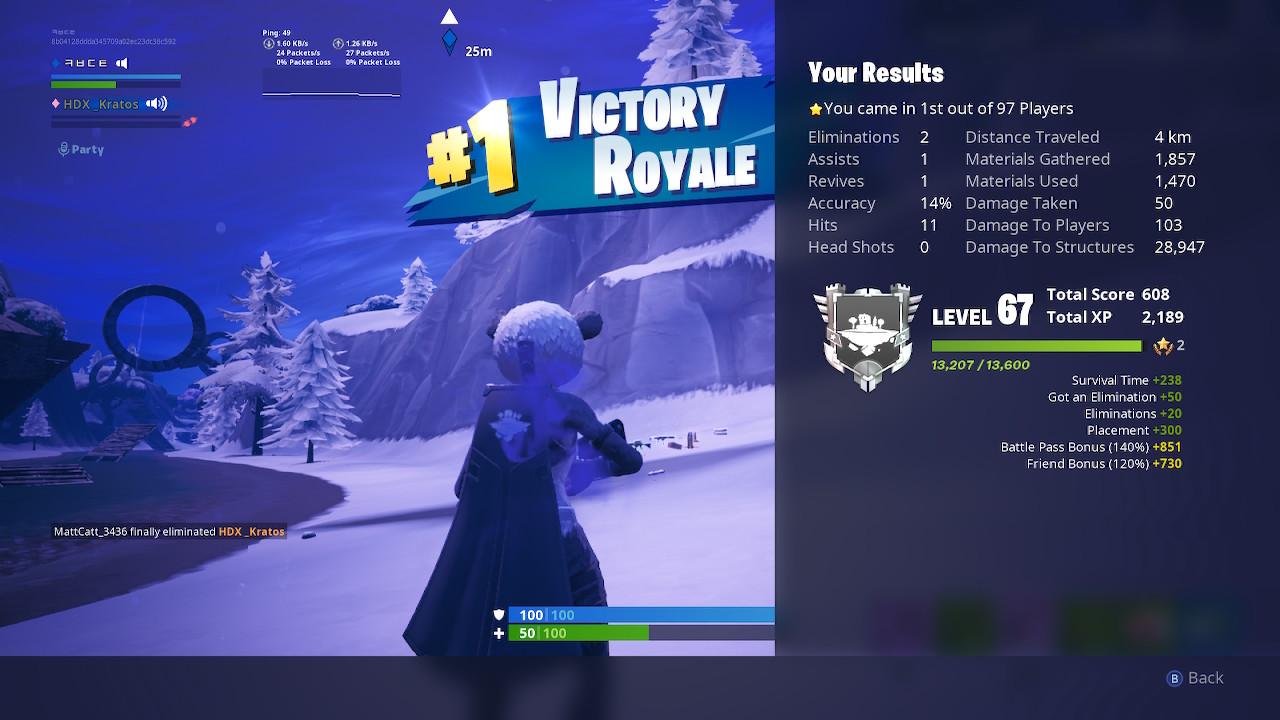 ㅋㅂㄷㅌ
8b04128ddda345709a02ec23dc36c592
ㅋㅂㄷㅌ
HDX_Kratos
Party
Ping: 49
1.60 KB/s 1.26 KB/s
24 Packets/s 27 Packets/s
0% Packet Loss 0% Packet Loss
25m
#1 VICTORY
ROYALE
MattCatt_3436 finally eliminated HDX_Kratos
100 | 100
50 | 100
Your Results
You came in 1st out of 97 Players
Eliminations 2 Distance Traveled 4 km
Assists 1 Materials Gathered 1,857
Revives 1 Materials Used 1,470
Accuracy 14% Damage Taken 50
Hits 11 Damage To Players 103
Head Shots 0 Damage To Structures 28,947
LEVEL 67 Total Score 608
Total XP 2,189
2
13,207 / 13,600
Survival Time +238
Got an Elimination +50
Eliminations +20
Placement +300
Battle Pass Bonus (140%) +851
Friend Bonus (120%) +730
B Back